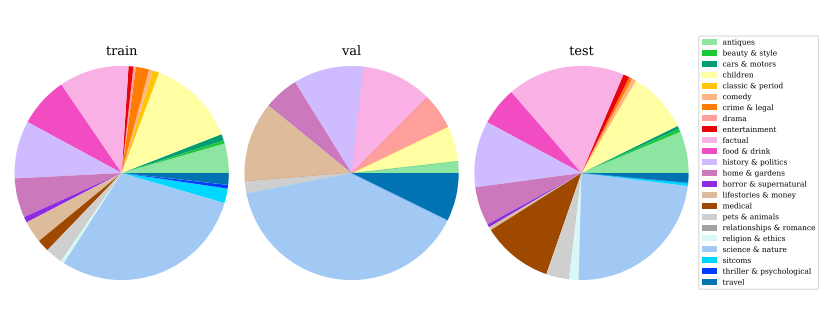 train
val
test
antiques
beauty & style
cars & motors
children
classic & period
comedy
crime & legal
drama
entertainment
factual
food & drink
history & politics
home & gardens
horror & supernatural
lifestories & money
medical
pets & animals
relationships & romance
religion & ethics
science & nature
sitcoms
thriller & psychological
travel